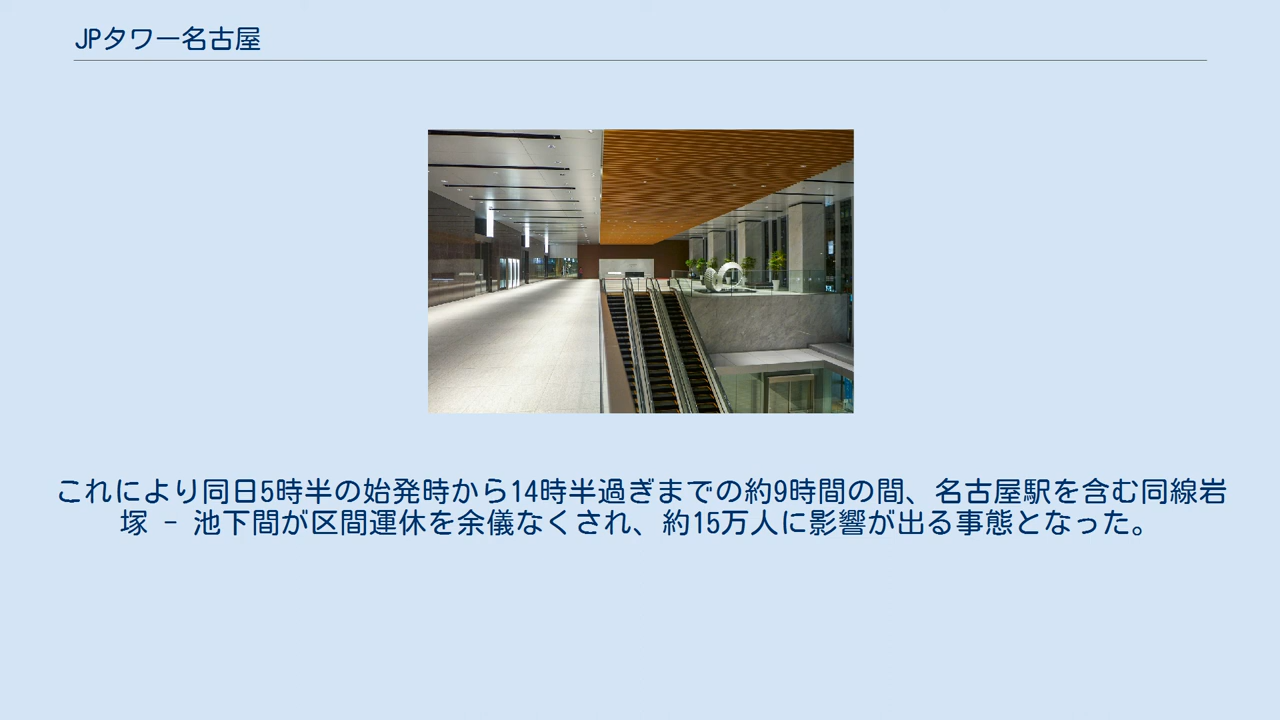 JPタワー名古屋
これにより同日5時半の始発時から14時半過ぎまでの約9時間の間、名古屋駅を含む同線岩
塚 - 池下間が区間運休を余儀なくされ、約15万人に影響が出る事態となった。